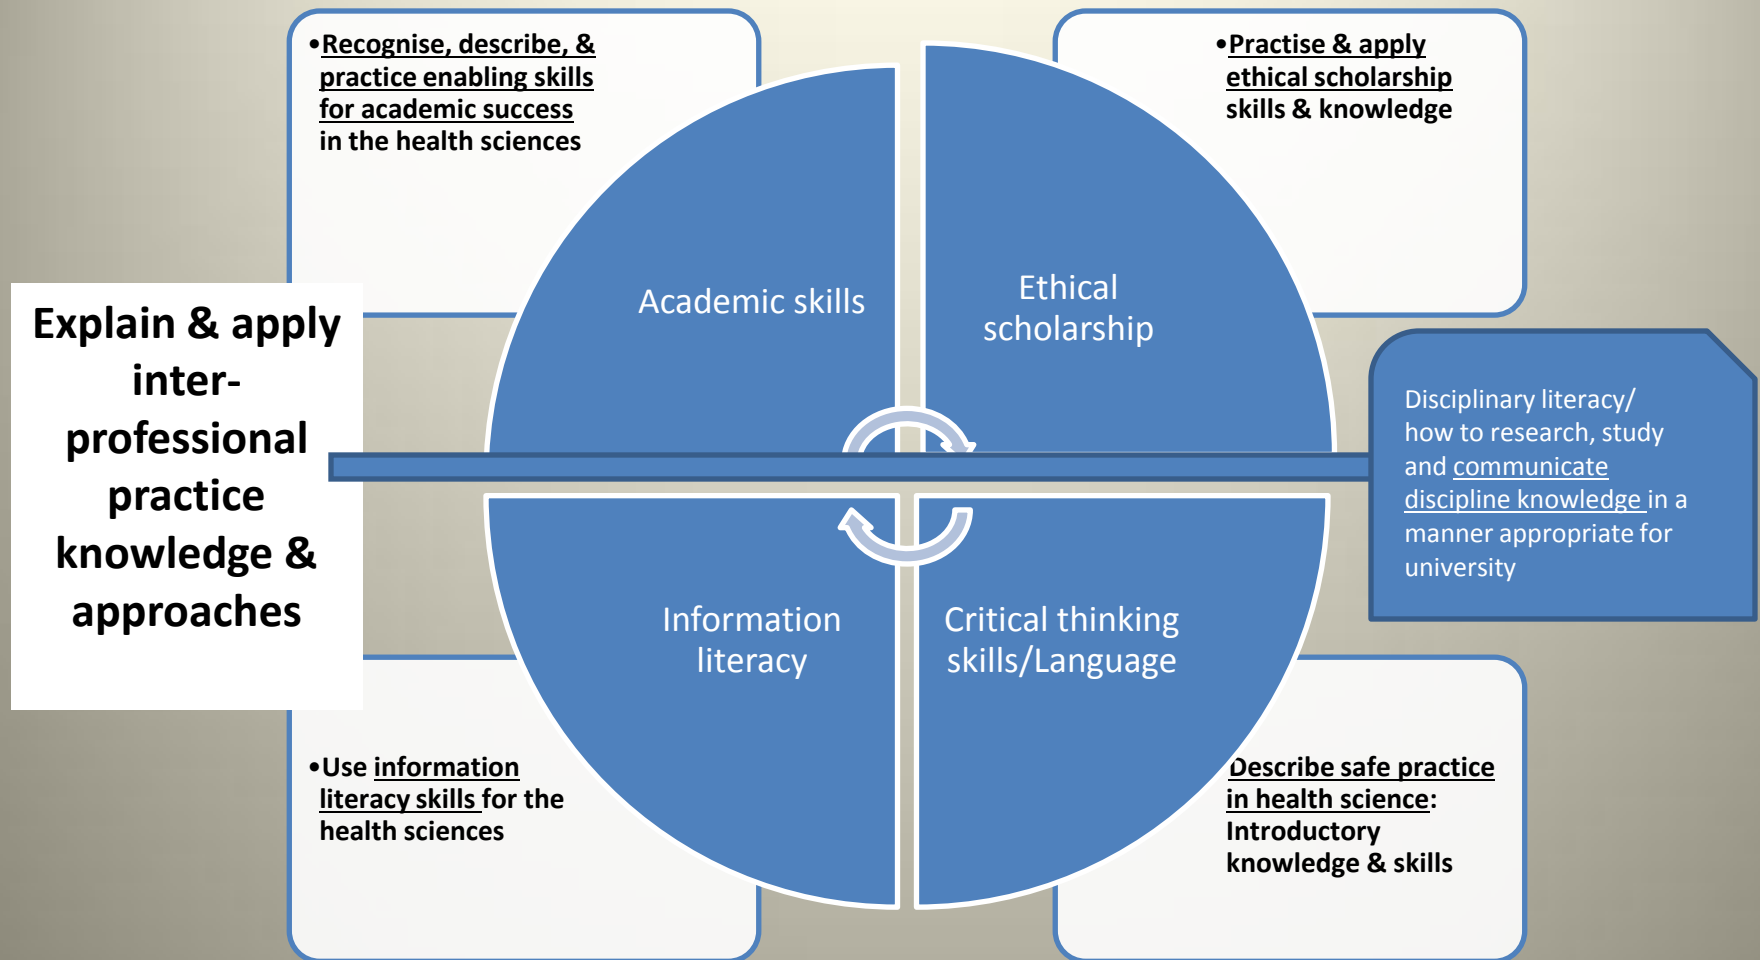 •Recognise, describe, &
practice enabling skills
for academic success
in the health sciences
•Practise & apply
ethical scholarship
skills & knowledge
Academic skills
Ethical
scholarship
Explain & apply
inter-
professional
practice
knowledge &
approaches
Disciplinary literacy/
how to research, study
and communicate
discipline knowledge in a
manner appropriate for
university
Information
literacy
Critical thinking
skills/Language
•Use information
literacy skills for the
health sciences
Describe safe practice
in health science:
Introductory
knowledge & skills